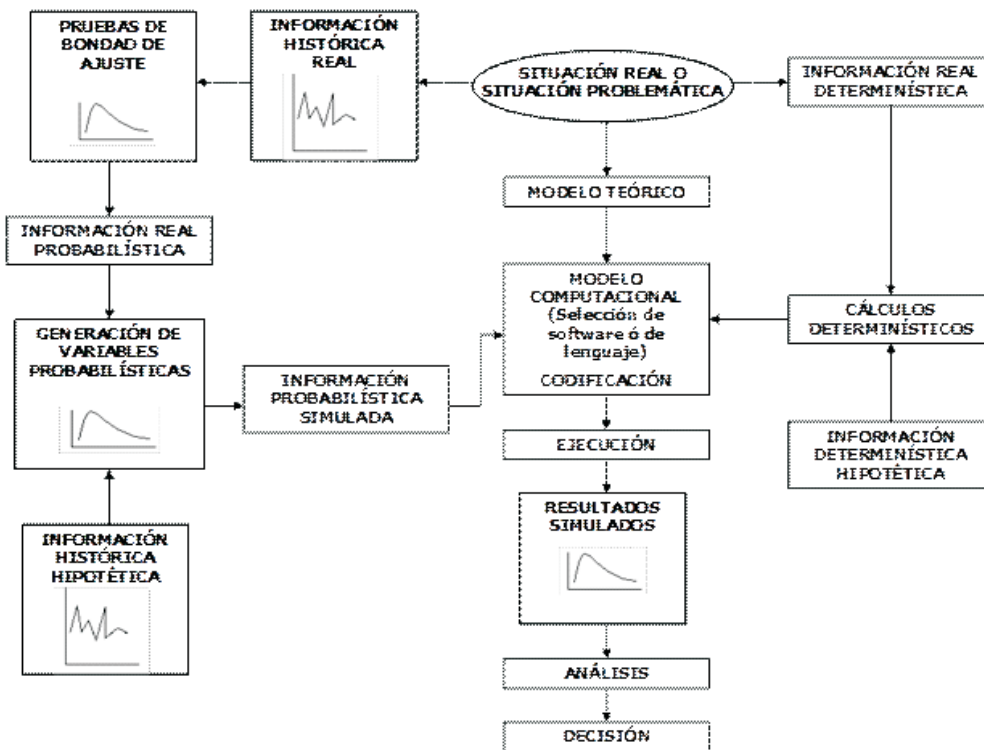 PRUEBAS DE
BONDAD DE
AJUSTE
INFORMACIÓN
HISTÓRICA
REAL
SITUACIÓN REAL O
SITUACIÓN PROBLEMÁTICA
INFORMACIÓN REAL
DETERMINÍSTICA
MODELO TEÓRICO
INFORMACIÓN REAL
PROBABILÍSTICA
MODELO
COMPUTACIONAL
(Selección de
software ó de
lenguaje)
CODIFICACIÓN
CÁLCULOS
DETERMINÍSTICOS
GENERACIÓN DE
VARIABLES
PROBABILÍSTICAS
INFORMACIÓN
PROBABILÍSTICA
SIMULADA
EJECUCIÓN
INFORMACIÓN
DETERMINÍSTICA
HIPOTÉTICA
RESULTADOS
SIMULADOS
INFORMACIÓN
HISTÓRICA
HIPOTÉTICA
ANÁLISIS
DECISIÓN